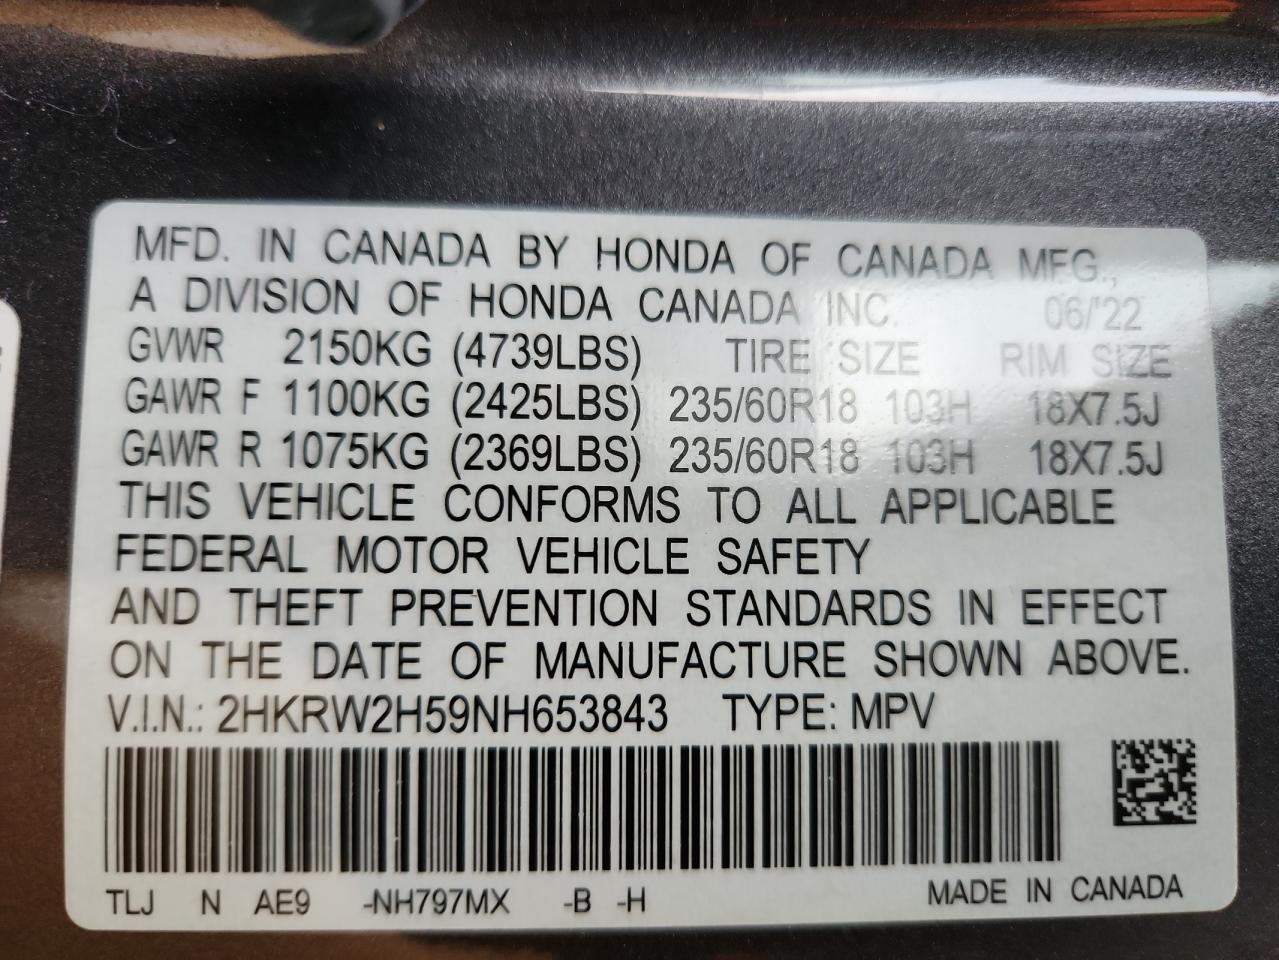 MFD. IN CANADA BY HONDA OF CANADA MFG.,
A DIVISION OF HONDA CANADA INC. 06/'22
GVWR 2150KG (4739LBS) TIRE SIZE RIM SIZE
GAWR F 1100KG (2425LBS) 235/60R18 103H 18X7.5J
GAWR R 1075KG (2369LBS) 235/60R18 103H 18X7.5J
THIS VEHICLE CONFORMS TO ALL APPLICABLE
FEDERAL MOTOR VEHICLE SAFETY
AND THEFT PREVENTION STANDARDS IN EFFECT
ON THE DATE OF MANUFACTURE SHOWN ABOVE.
V.I.N.: 2HKRW2H59NH653843 TYPE: MPV
TLJ N AE9 -NH797MX -B -H MADE IN CANADA